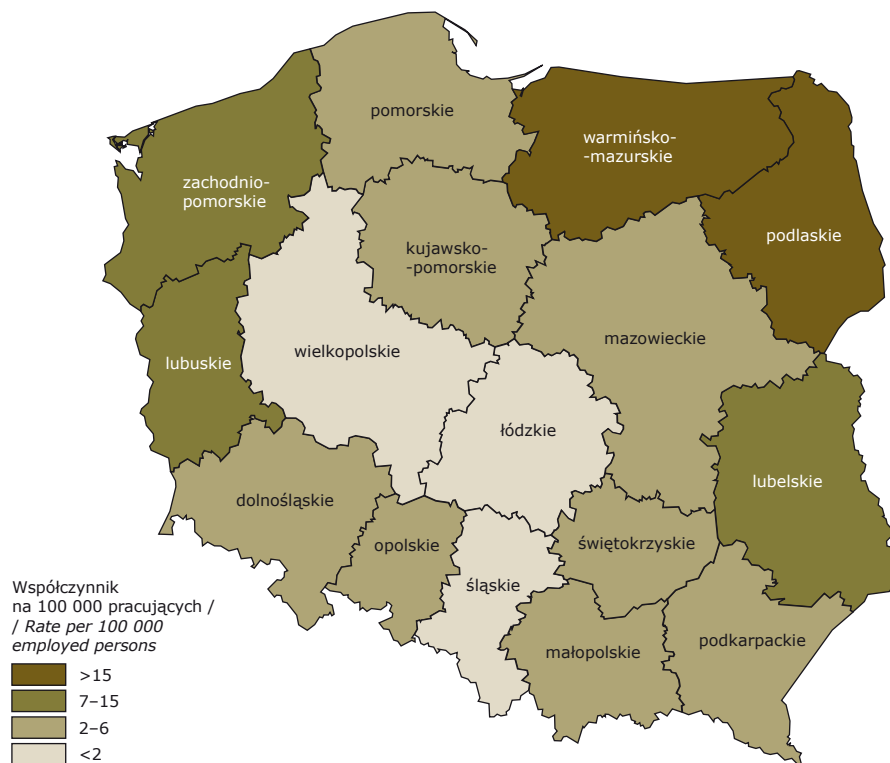 pomorskie
warmińsko-
-mazurskie
zachodnio-
pomorskie
podlaskie
kujawsko-
-pomorskie
mazowieckie
wielkopolskie
lubuskie
łódzkie
lubelskie
dolnośląskie
opolskie
świętokrzyskie
śląskie
małopolskie
podkarpackie
Współczynnik
na 100 000 pracujących /
/ Rate per 100 000
employed persons
>15
7–15
2–6
<2